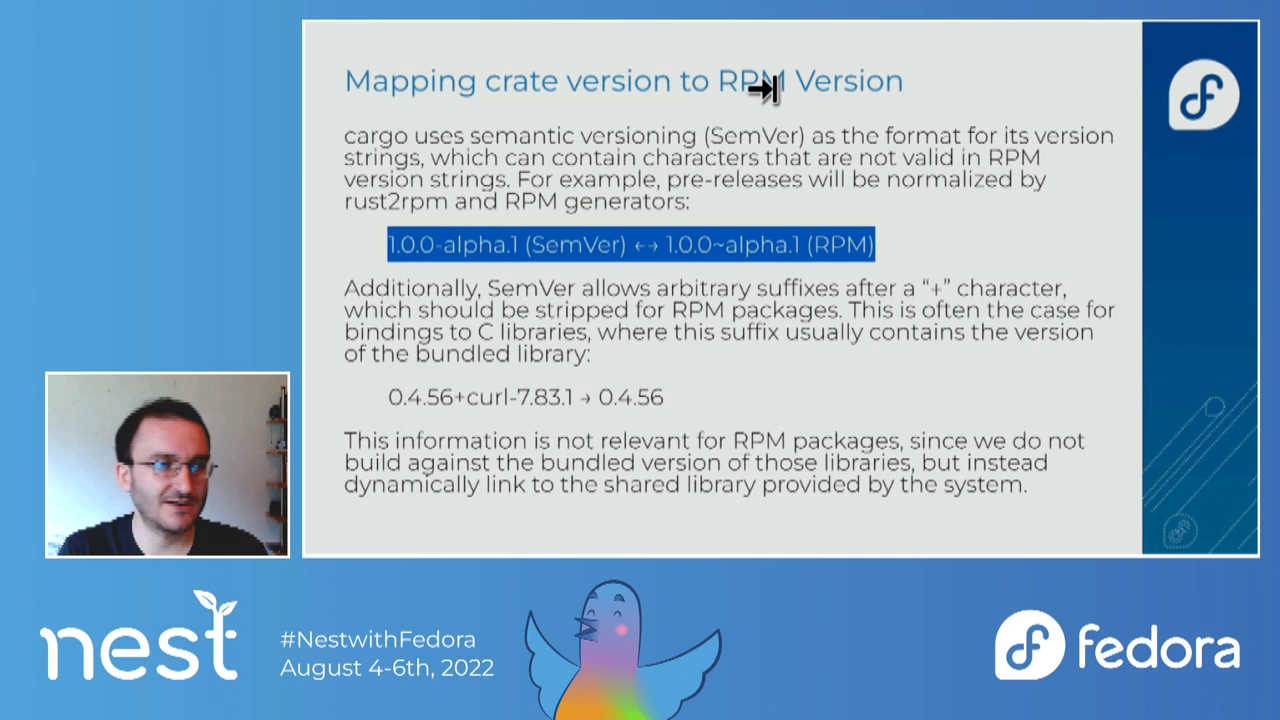 Mapping crate version to RPM Version
cargo uses semantic versioning (SemVer) as the format for its version
strings, which can contain characters that are not valid in RPM
version strings. For example, pre-releases will be normalized by
rust2rpm and RPM generators:
1.0.0-alpha.1 (SemVer) ↔ 1.0.0~alpha.1 (RPM)
Additionally, SemVer allows arbitrary suffixes after a “+” character,
which should be stripped for RPM packages. This is often the case for
bindings to C libraries, where this suffix usually contains the version
of the bundled library:
0.4.56+curl-7.83.1 → 0.4.56
This information is not relevant for RPM packages, since we do not
build against the bundled version of those libraries, but instead
dynamically link to the shared library provided by the system.
nest
#NestwithFedora
August 4-6th, 2022
fedora